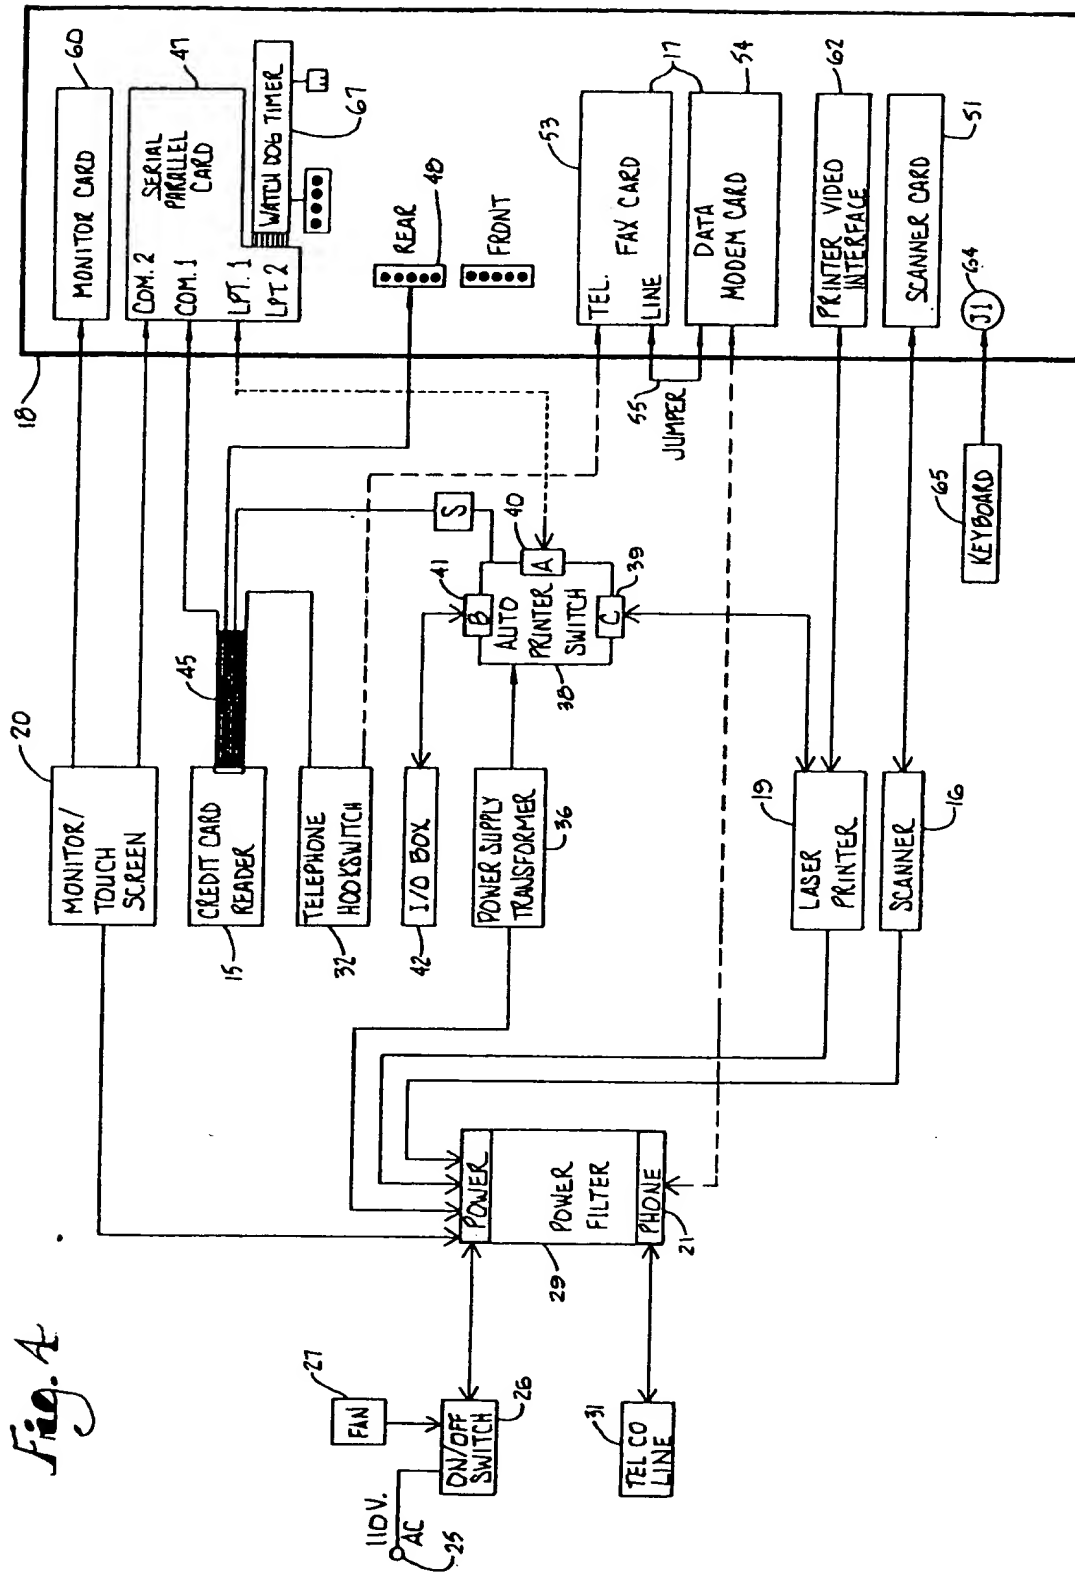 Fig. 4
18
MONITOR CARD
60
COM. 2
COM. 1
LPT. 1
LPT. 2
SERIAL
PARALLEL
CARD
47
WATCH DOG TIMER
67
REAR
48
FRONT
TEL.
LINE
FAX CARD
53
17
DATA
MODEM CARD
54
55
JUMPER
PRINTER VIDEO
INTERFACE
62
SCANNER CARD
51
J1
64
KEYBOARD
65
MONITOR/
TOUCH
SCREEN
20
CREDIT CARD
READER
15
45
TELEPHONE
HOOKSWITCH
32
I/O BOX
42
POWER SUPPLY
TRANSFORMER
36
S
B
41
A
40
C
39
AUTO
PRINTER
SWITCH
38
LASER
PRINTER
19
SCANNER
16
POWER
POWER
FILTER
PHONE
29
21
FAN
27
ON/OFF
SWITCH
26
110V.
AC
25
TEL CO
LINE
31